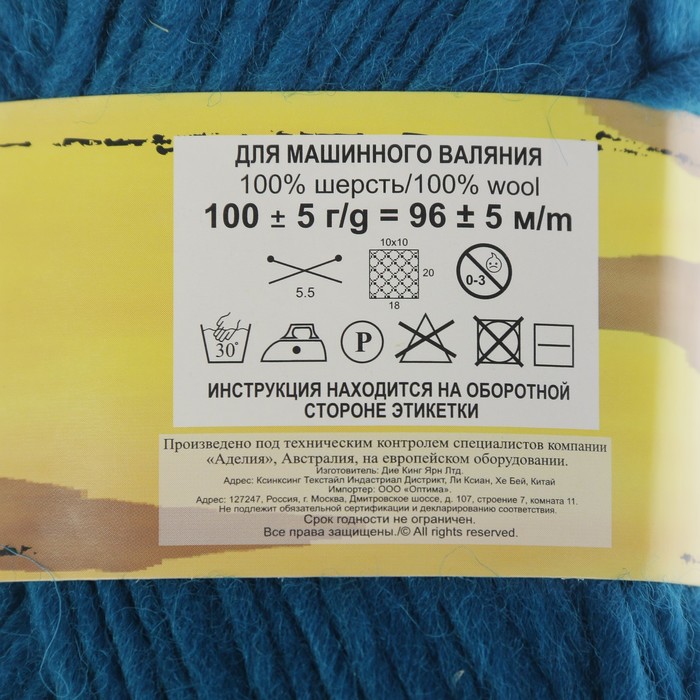 ДЛЯ МАШИННОГО ВАЛЯНИЯ
100% шерсть/100% wool
100 ± 5 г/g = 96 ± 5 м/m
10x10
5.5
20
18
0-3
30°
P
ИНСТРУКЦИЯ НАХОДИТСЯ НА ОБОРОТНОЙ
СТОРОНЕ ЭТИКЕТКИ
Произведено под техническим контролем специалистов компании
«Аделия», Австралия, на европейском оборудовании.
Изготовитель: Дие Кинг Ярн Лтд.
Адрес: Ксинксинг Текстайл Индастриал Дистрикт, Ли Ксиан, Хе Бей, Китай
Импортер: ООО «Оптима».
Адрес: 127247, Россия, г. Москва, Дмитровское шоссе, д. 107, строение 7, комната 11.
Не подлежит обязательной сертификации и декларированию соответствия.
Срок годности не ограничен.
Все права защищены./© All rights reserved.